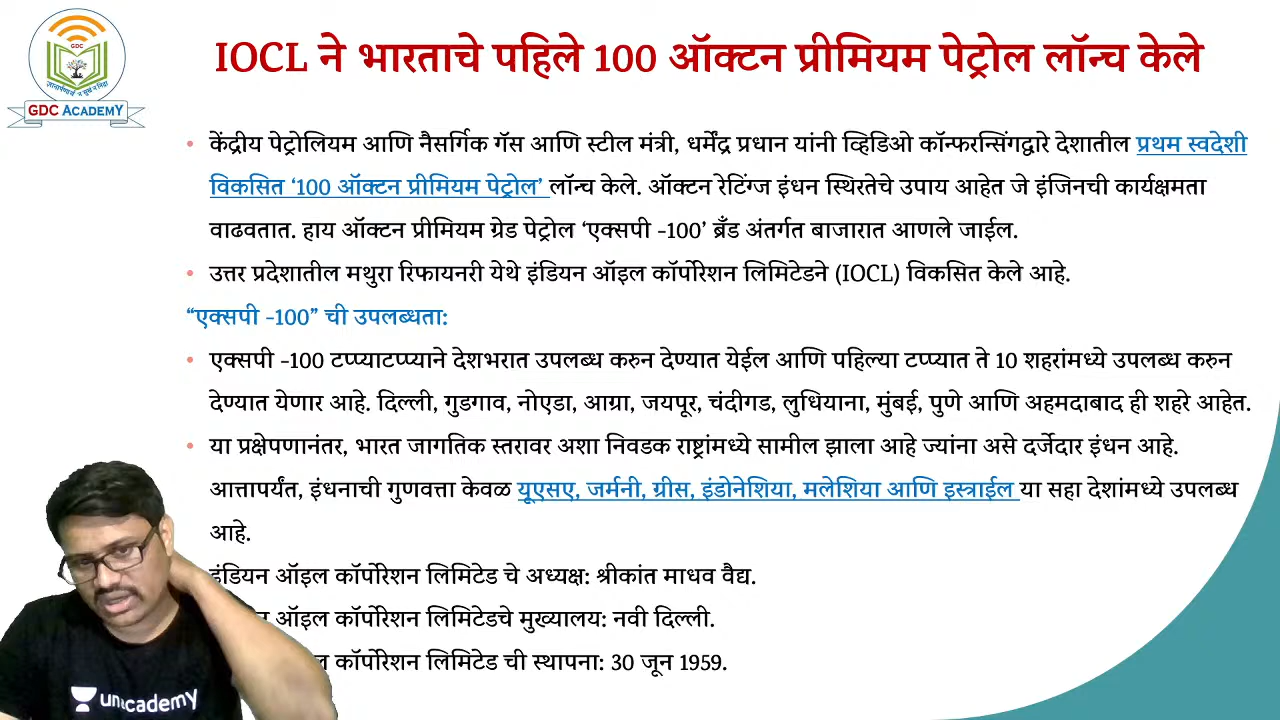 GDC
GDC ACADEMY
IOCL ने भारताचे पहिले 100 ऑक्टन प्रीमियम पेट्रोल लॉन्च केले
केंद्रीय पेट्रोलियम आणि नैसर्गिक गॅस आणि स्टील मंत्री, धर्मेंद्र प्रधान यांनी व्हिडिओ कॉन्फरन्सिंगद्वारे देशातील प्रथम स्वदेशी
विकसित ‘100 ऑक्टन प्रीमियम पेट्रोल’ लॉन्च केले. ऑक्टन रेटिंग्ज इंधन स्थिरतेचे उपाय आहेत जे इंजिनची कार्यक्षमता
वाढवतात. हाय ऑक्टन प्रीमियम ग्रेड पेट्रोल ‘एक्सपी -100’ ब्रँड अंतर्गत बाजारात आणले जाईल.
उत्तर प्रदेशातील मथुरा रिफायनरी येथे इंडियन ऑइल कॉर्पोरेशन लिमिटेडने (IOCL) विकसित केले आहे.
“एक्सपी -100” ची उपलब्धता:
एक्सपी -100 टप्प्याटप्प्याने देशभरात उपलब्ध करुन देण्यात येईल आणि पहिल्या टप्प्यात ते 10 शहरांमध्ये उपलब्ध करुन
देण्यात येणार आहे. दिल्ली, गुडगाव, नोएडा, आग्रा, जयपूर, चंदीगड, लुधियाना, मुंबई, पुणे आणि अहमदाबाद ही शहरे आहेत.
या प्रक्षेपणानंतर, भारत जागतिक स्तरावर अशा निवडक राष्ट्रांमध्ये सामील झाला आहे ज्यांना असे दर्जेदार इंधन आहे.
आत्तापर्यंत, इंधनाची गुणवत्ता केवळ यूएसए, जर्मनी, ग्रीस, इंडोनेशिया, मलेशिया आणि इस्त्राईल या सहा देशांमध्ये उपलब्ध
आहे.
इंडियन ऑइल कॉर्पोरेशन लिमिटेड चे अध्यक्ष: श्रीकांत माधव वैद्य.
ऑइल कॉर्पोरेशन लिमिटेडचे मुख्यालय: नवी दिल्ली.
कॉर्पोरेशन लिमिटेड ची स्थापना: 30 जून 1959.
unacademy